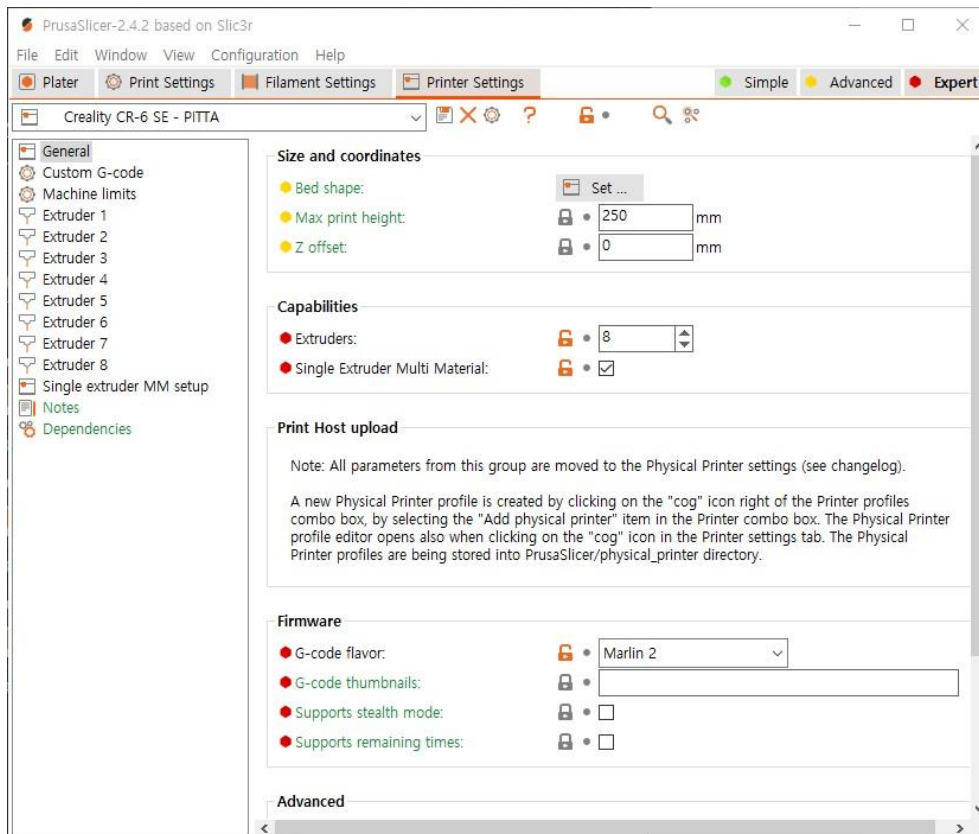 PrusaSlicer-2.4.2 based on Slic3r
File Edit Window View Configuration Help
Plater Print Settings Filament Settings Printer Settings Simple Advanced Expert
Creality CR-6 SE - PITTA
General
Custom G-code
Machine limits
Extruder 1
Extruder 2
Extruder 3
Extruder 4
Extruder 5
Extruder 6
Extruder 7
Extruder 8
Single extruder MM setup
Notes
Dependencies
Size and coordinates
Bed shape: Set ...
Max print height: 250 mm
Z offset: 0 mm
Capabilities
Extruders: 8
Single Extruder Multi Material:
Print Host upload
Note: All parameters from this group are moved to the Physical Printer settings (see changelog).
A new Physical Printer profile is created by clicking on the "cog" icon right of the Printer profiles
combo box, by selecting the "Add physical printer" item in the Printer combo box. The Physical Printer
profile editor opens also when clicking on the "cog" icon in the Printer settings tab. The Physical
Printer profiles are being stored into PrusaSlicer/physical_printer directory.
Firmware
G-code flavor: Marlin 2
G-code thumbnails:
Supports stealth mode:
Supports remaining times:
Advanced